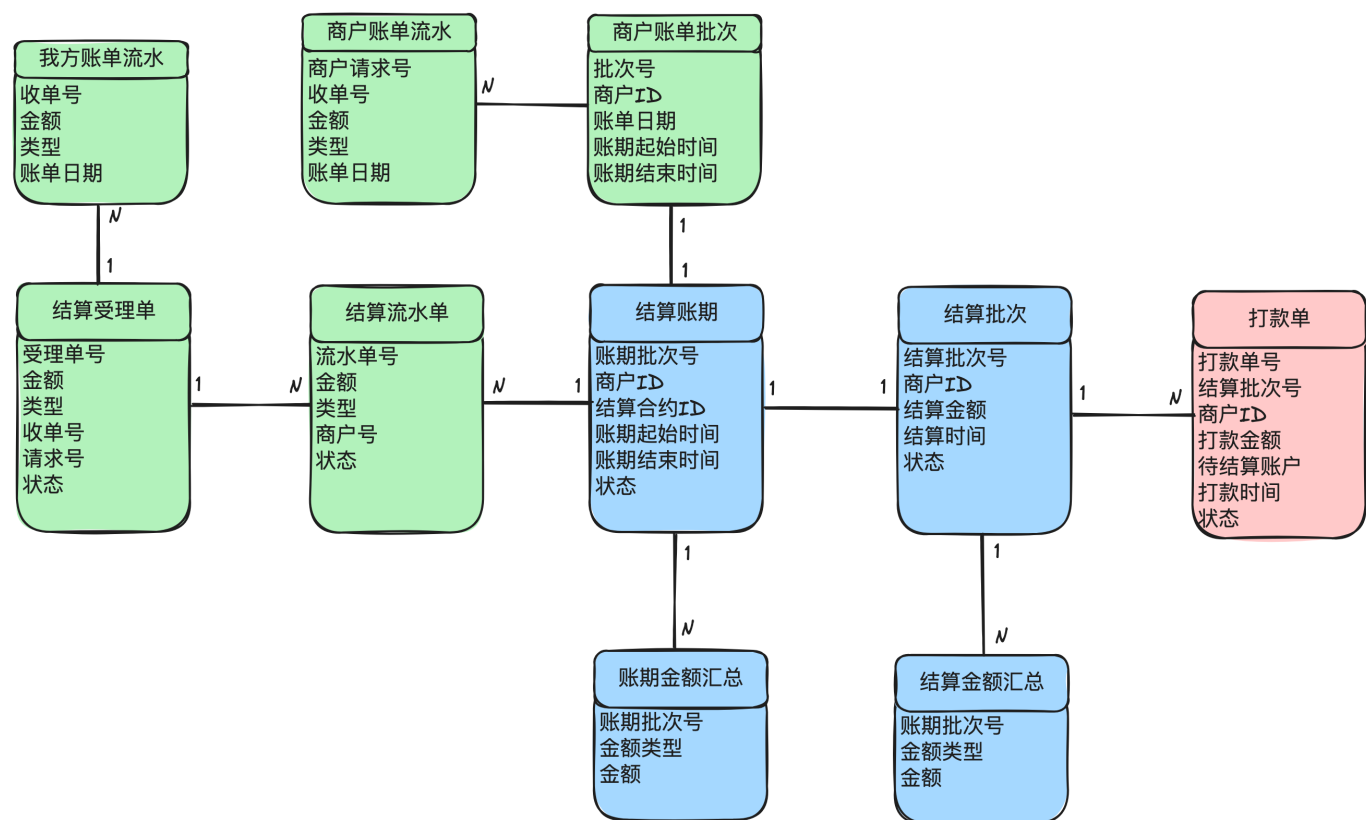 我方账单流水
收单号
金额
类型
账单日期
商户账单流水
商户请求号
收单号
金额
类型
账单日期
商户账单批次
批次号
商户ID
账单日期
账期起始时间
账期结束时间
N
N
1
1
1
结算受理单
受理单号
金额
类型
收单号
请求号
状态
1
N
结算流水单
流水单号
金额
类型
商户号
状态
N
1
结算账期
账期批次号
商户ID
结算合约ID
账期起始时间
账期结束时间
状态
1
1
结算批次
结算批次号
商户ID
结算金额
结算时间
状态
1
N
打款单
打款单号
结算批次号
商户ID
打款金额
待结算账户
打款时间
状态
1
N
账期金额汇总
账期批次号
金额类型
金额
1
N
结算金额汇总
账期批次号
金额类型
金额